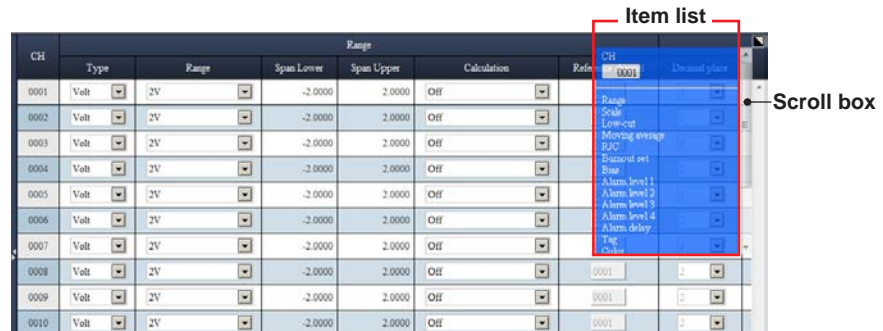 Item list
Range
CH
Type Range Span Lower Span Upper Calculation Decimal place
CH
0001
Range
Scale
Low-cut
Moving average
RJC
Burnout set
Bias
Alarm level 1
Alarm level 2
Alarm level 3
Alarm level 4
Alarm delay
Tag
Color
Scroll box
0001 Volt 2V -2.0000 2.0000 Off
0002 Volt 2V -2.0000 2.0000 Off
0003 Volt 2V -2.0000 2.0000 Off
0004 Volt 2V -2.0000 2.0000 Off
0005 Volt 2V -2.0000 2.0000 Off
0006 Volt 2V -2.0000 2.0000 Off
0007 Volt 2V -2.0000 2.0000 Off
0008 Volt 2V -2.0000 2.0000 Off 0001 2
0009 Volt 2V -2.0000 2.0000 Off 0001 2
0010 Volt 2V -2.0000 2.0000 Off 0001 2